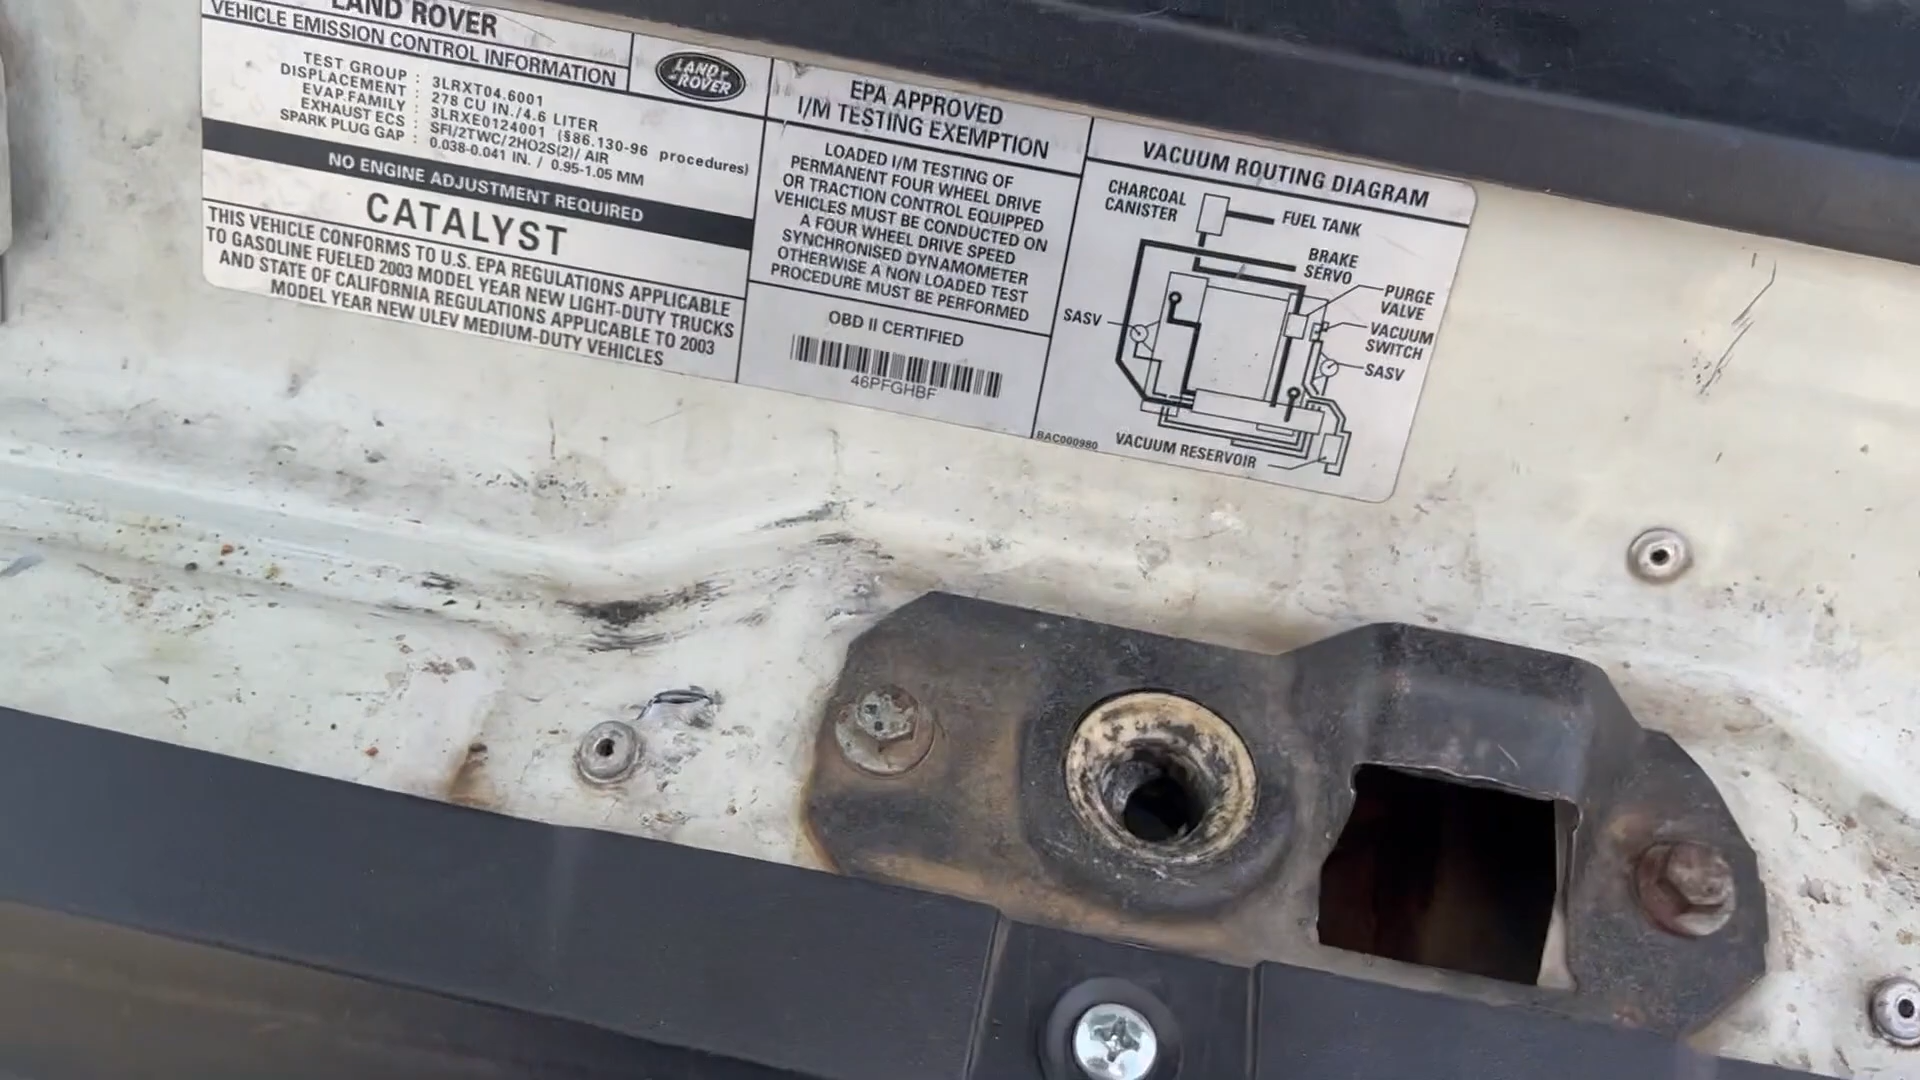 LAND ROVER
VEHICLE EMISSION CONTROL INFORMATION
TEST GROUP : 3LRXT04.6001
DISPLACEMENT : 278 CU IN./4.6 LITER
EVAP.FAMILY : 3LRXE0124001 (§86.130-96 procedures)
EXHAUST ECS : SFI/2TWC/2HO2S(2)/ AIR
SPARK PLUG GAP : 0.038-0.041 IN. / 0.95-1.05 MM
NO ENGINE ADJUSTMENT REQUIRED
CATALYST
THIS VEHICLE CONFORMS TO U.S. EPA REGULATIONS APPLICABLE
TO GASOLINE FUELED 2003 MODEL YEAR NEW LIGHT-DUTY TRUCKS
AND STATE OF CALIFORNIA REGULATIONS APPLICABLE TO 2003
MODEL YEAR NEW ULEV MEDIUM-DUTY VEHICLES
LAND
ROVER
EPA APPROVED
I/M TESTING EXEMPTION
LOADED I/M TESTING OF
PERMANENT FOUR WHEEL DRIVE
OR TRACTION CONTROL EQUIPPED
VEHICLES MUST BE CONDUCTED ON
A FOUR WHEEL DRIVE SPEED
SYNCHRONISED DYNAMOMETER
OTHERWISE A NON LOADED TEST
PROCEDURE MUST BE PERFORMED
OBD II CERTIFIED
46PFGHBF
VACUUM ROUTING DIAGRAM
CHARCOAL
CANISTER
FUEL TANK
BRAKE
SERVO
PURGE
VALVE
SASV
VACUUM
SWITCH
SASV
VACUUM RESERVOIR
BAC000980